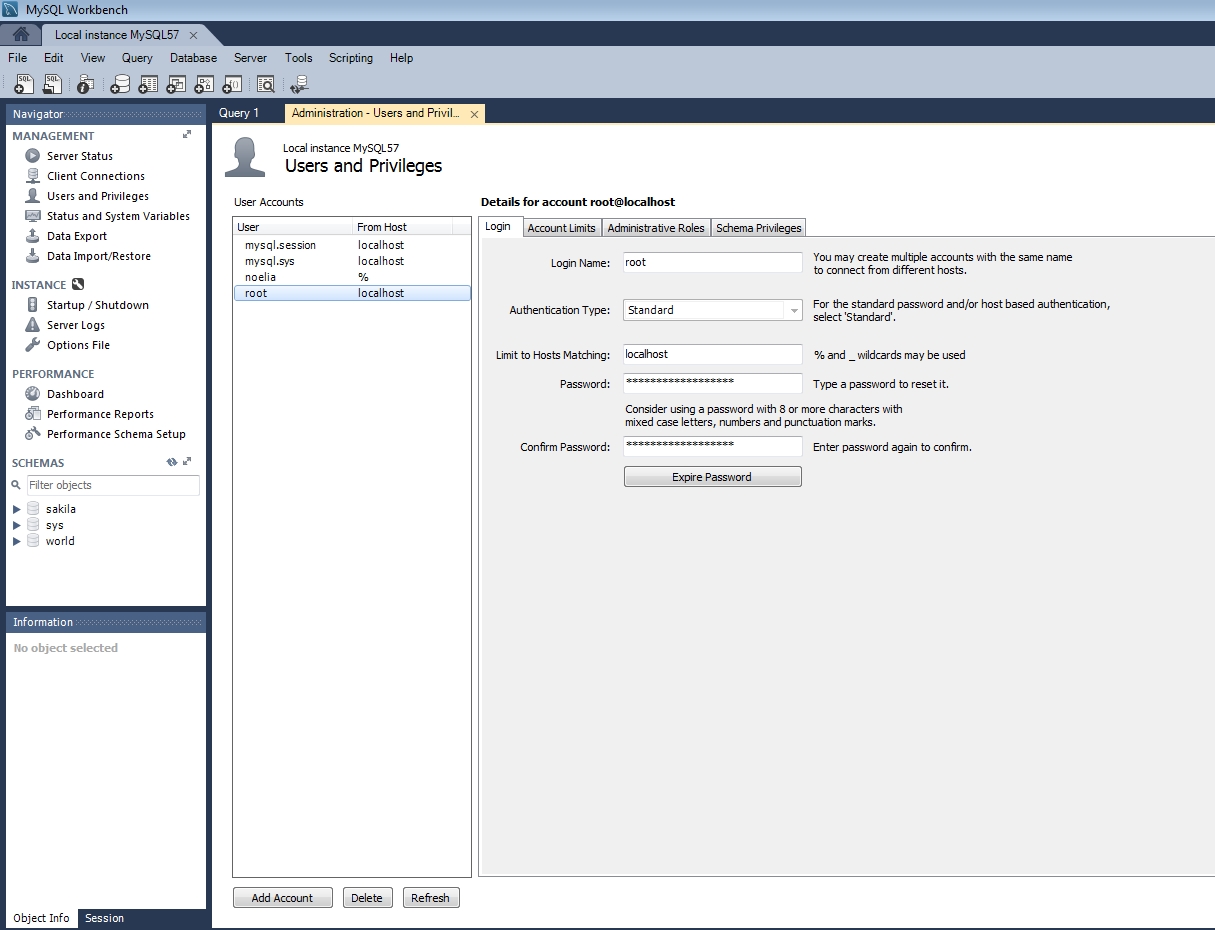 MySQL Workbench
Local instance MySQL57
File Edit View Query Database Server Tools Scripting Help
Navigator
MANAGEMENT
Server Status
Client Connections
Users and Privileges
Status and System Variables
Data Export
Data Import/Restore
INSTANCE
Startup / Shutdown
Server Logs
Options File
PERFORMANCE
Dashboard
Performance Reports
Performance Schema Setup
SCHEMAS
Filter objects
sakila
sys
world
Information
No object selected
Object Info Session
Query 1 Administration - Users and Privil...
Local instance MySQL57
Users and Privileges
User Accounts
User From Host
mysql.session localhost
mysql.sys localhost
noelia %
root localhost
Add Account Delete Refresh
Details for account root@localhost
Login Account Limits Administrative Roles Schema Privileges
Login Name: root You may create multiple accounts with the same name
to connect from different hosts.
Authentication Type: Standard For the standard password and/or host based authentication,
select 'Standard'.
Limit to Hosts Matching: localhost % and _ wildcards may be used
Password: ****************** Type a password to reset it.
Consider using a password with 8 or more characters with
mixed case letters, numbers and punctuation marks.
Confirm Password: ****************** Enter password again to confirm.
Expire Password